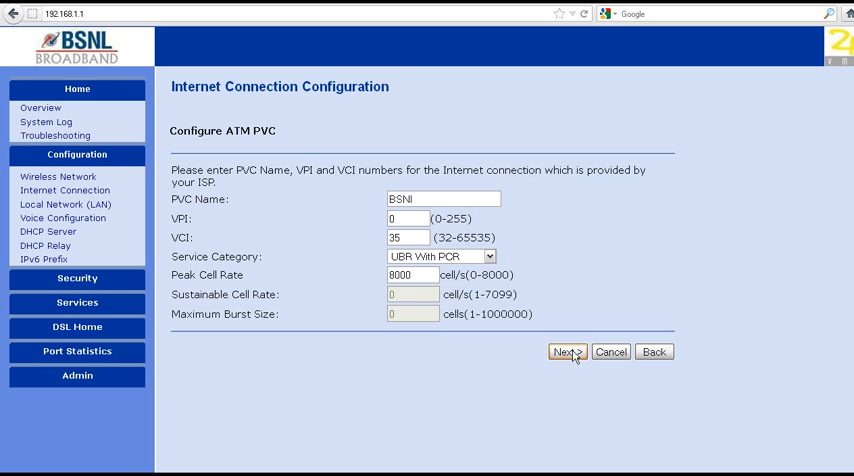 192.168.1.1
Google
BSNL
BROADBAND
Home
Overview
System Log
Troubleshooting
Configuration
Wireless Network
Internet Connection
Local Network (LAN)
Voice Configuration
DHCP Server
DHCP Relay
IPv6 Prefix
Security
Services
DSL Home
Port Statistics
Admin
Internet Connection Configuration
Configure ATM PVC
Please enter PVC Name, VPI and VCI numbers for the Internet connection which is provided by
your ISP.
PVC Name: BSNl
VPI: 0 (0-255)
VCI: 35 (32-65535)
Service Category: UBR With PCR
Peak Cell Rate 8000 cell/s(0-8000)
Sustainable Cell Rate: 0 cell/s(1-7099)
Maximum Burst Size: 0 cells(1-1000000)
Next > Cancel Back